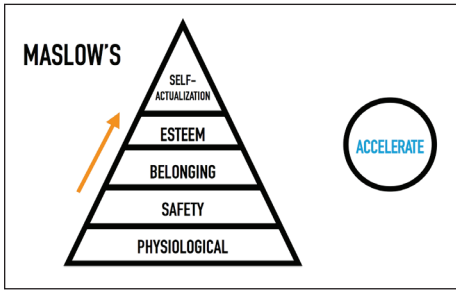 MASLOW'S
SELF-
ACTUALIZATION
ESTEEM
BELONGING
SAFETY
PHYSIOLOGICAL
ACCELERATE